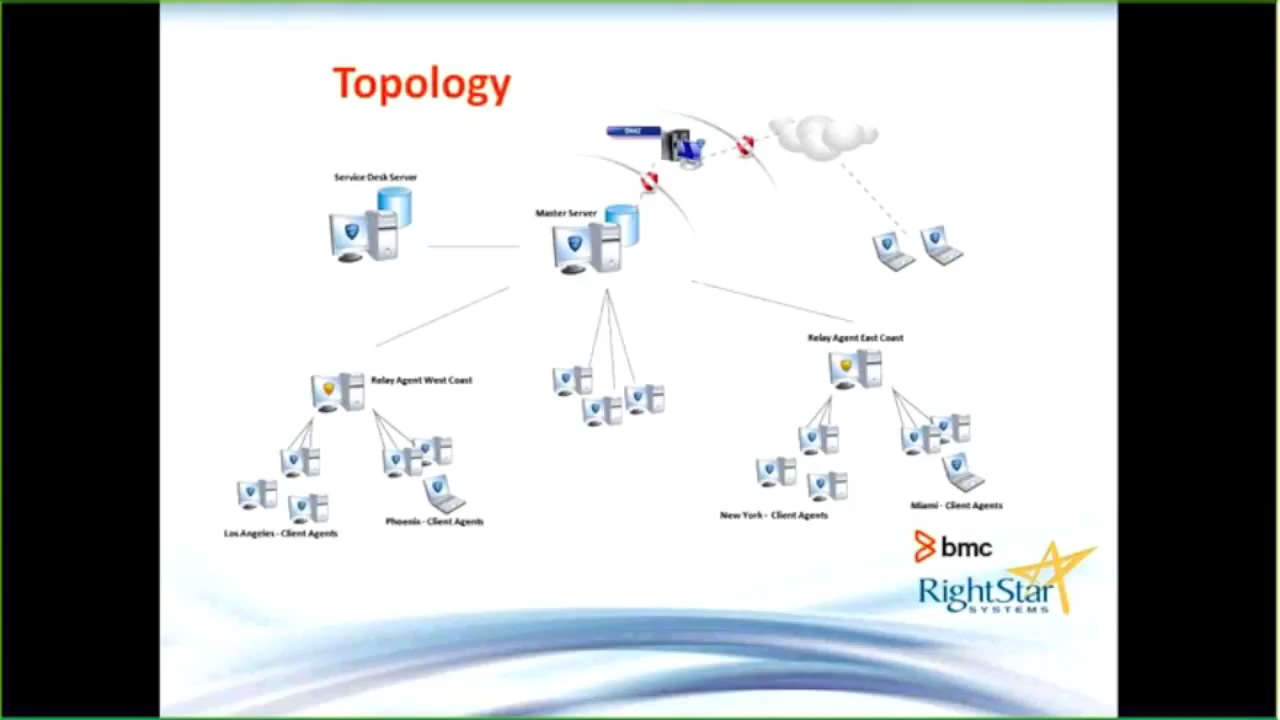 Topology
DMZ
Service Desk Server
Master Server
Relay Agent East Coast
Relay Agent West Coast
New York - Client Agents
Miami - Client Agents
Phoenix - Client Agents
Los Angeles - Client Agents
bmc
RightStar
SYSTEMS